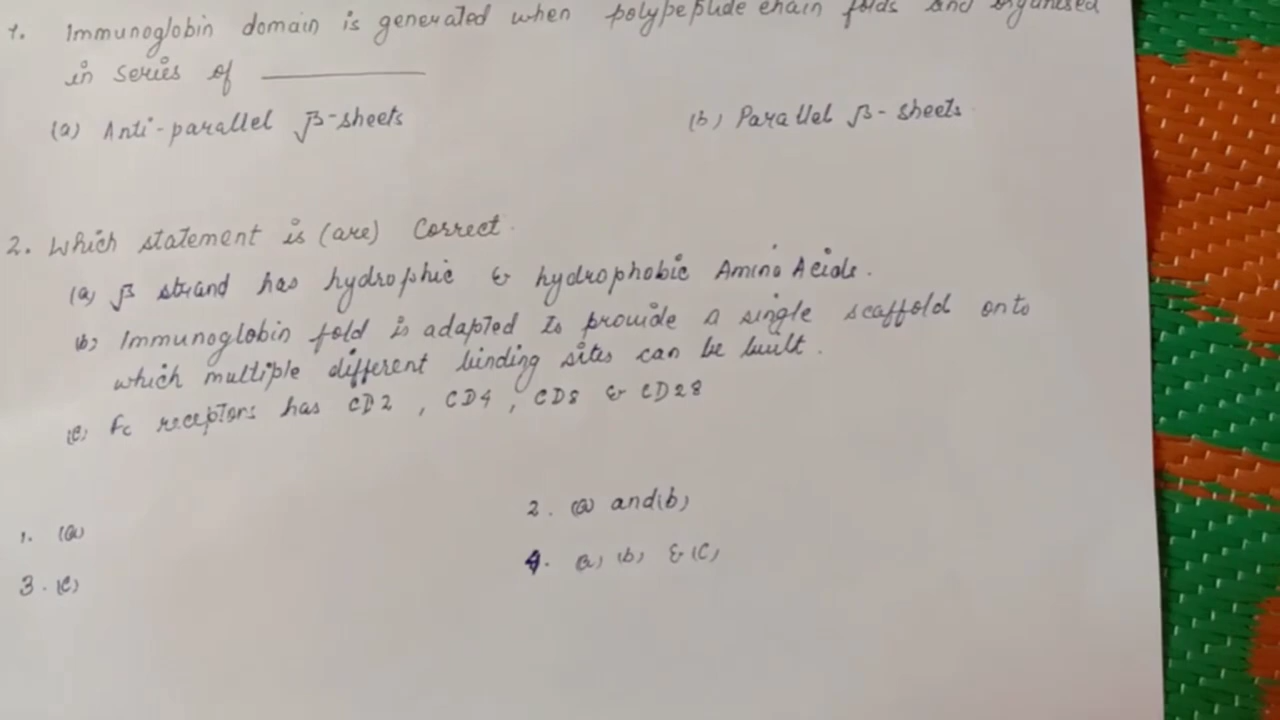 1. Immunoglobin domain is generated when polypeptide chain folds and organised
in series of
(a) Anti-parallel β-sheets (b) Parallel β-sheets
2. Which statement is (are) Correct.
(a) β strand has hydrophic & hydrophobic Amino Acids.
(b) Immunoglobin fold is adapted to provide a single scaffold onto
which multiple different binding sites can be built.
(c) Fc receptors has CD2, CD4, CD8 & CD28
1. (a) 2. (a) and (b)
3. (c) 4. a) (b) & (c)